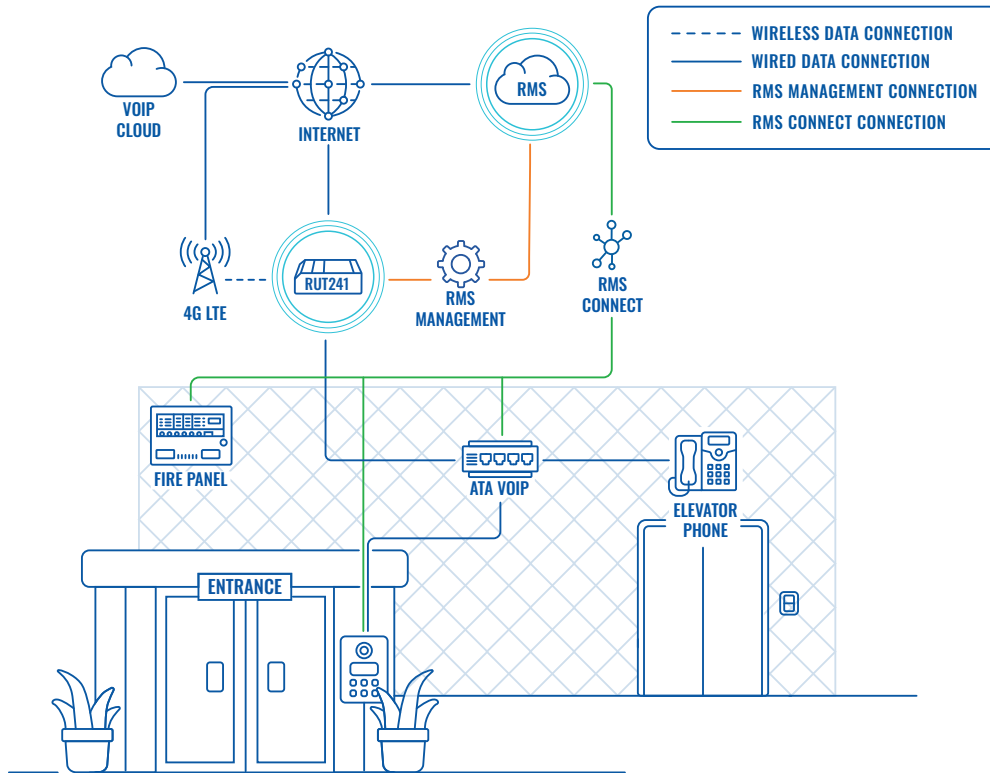 WIRELESS DATA CONNECTION
WIRED DATA CONNECTION
RMS MANAGEMENT CONNECTION
RMS CONNECT CONNECTION
VOIP
CLOUD
INTERNET
RMS
4G LTE
RUT241
RMS
MANAGEMENT
RMS
CONNECT
FIRE PANEL
ATA VOIP
ELEVATOR
PHONE
ENTRANCE